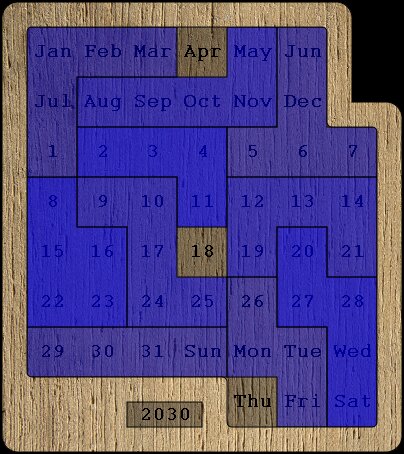 Jan Feb Mar Apr May Jun
Jul Aug Sep Oct Nov Dec
1 2 3 4 5 6 7
8 9 10 11 12 13 14
15 16 17 18 19 20 21
22 23 24 25 26 27 28
29 30 31 Sun Mon Tue Wed
Thu Fri Sat
2030